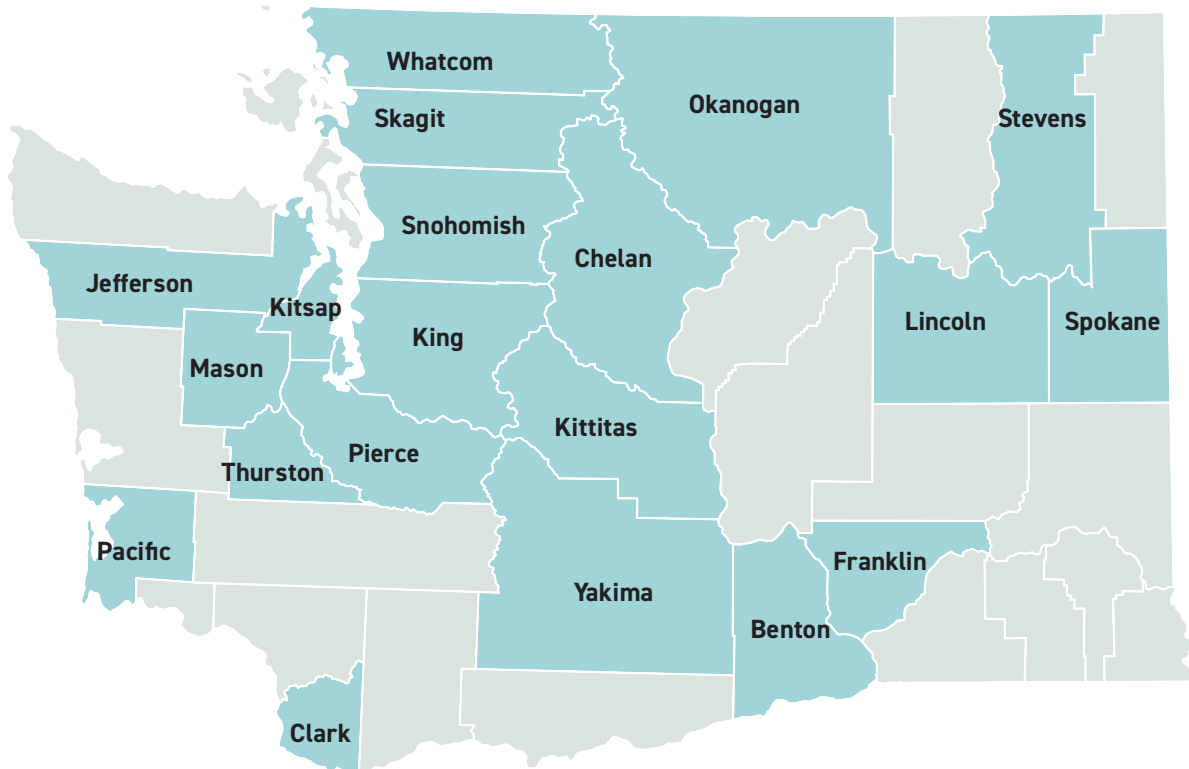 Whatcom
Okanogan
Skagit
Stevens
Snohomish
Chelan
Jefferson
Kitsap
Lincoln
Spokane
King
Mason
Kittitas
Pierce
Thurston
Pacific
Franklin
Yakima
Benton
Clark